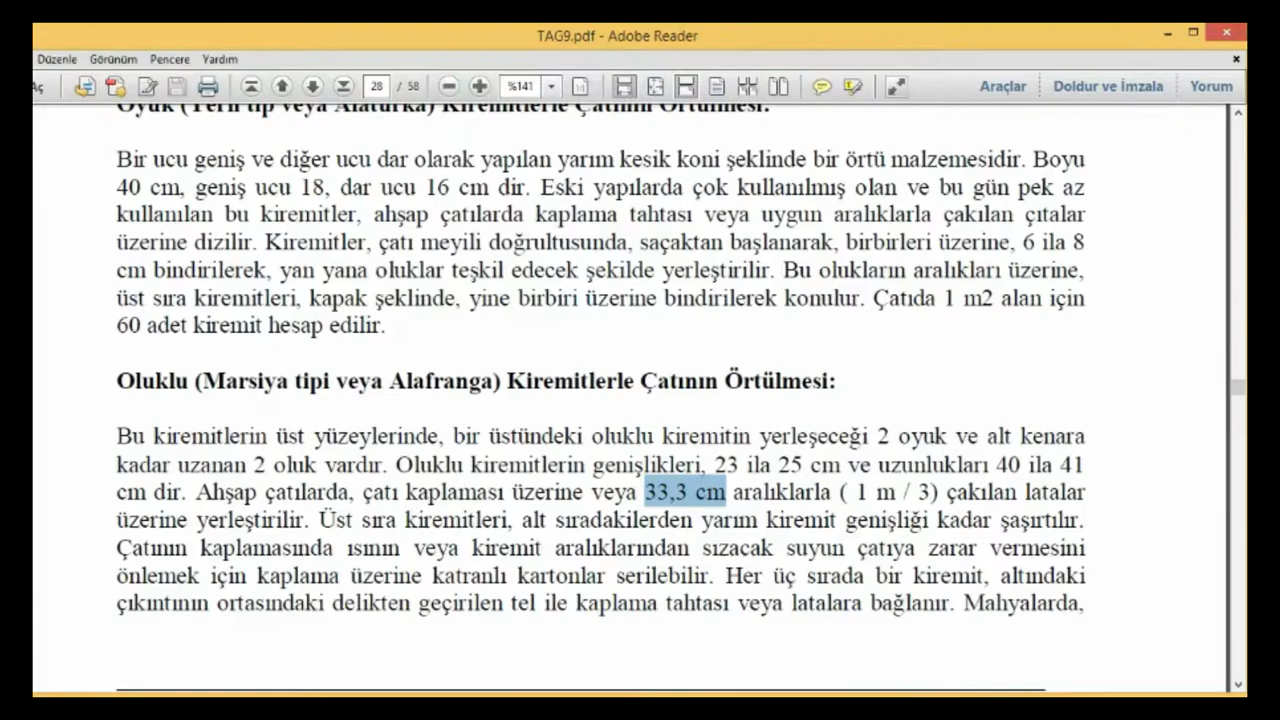 TAG9.pdf - Adobe Reader
Düzenle Görünüm Pencere Yardım
28 / 58 %141 Araçlar Doldur ve İmzala Yorum
Oyuk (Tern tip veya Alaturka) Kiremitlerle Çatının Örtülmesi:
Bir ucu geniş ve diğer ucu dar olarak yapılan yarım kesik koni şeklinde bir örtü malzemesidir. Boyu
40 cm, geniş ucu 18, dar ucu 16 cm dir. Eski yapılarda çok kullanılmış olan ve bu gün pek az
kullanılan bu kiremitler, ahşap çatılarda kaplama tahtası veya uygun aralıklarla çakılan çıtalar
üzerine dizilir. Kiremitler, çatı meyili doğrultusunda, saçaktan başlanarak, birbirleri üzerine, 6 ila 8
cm bindirilerek, yan yana oluklar teşkil edecek şekilde yerleştirilir. Bu olukların aralıkları üzerine,
üst sıra kiremitleri, kapak şeklinde, yine birbiri üzerine bindirilerek konulur. Çatıda 1 m2 alan için
60 adet kiremit hesap edilir.
Oluklu (Marsiya tipi veya Alafranga) Kiremitlerle Çatının Örtülmesi:
Bu kiremitlerin üst yüzeylerinde, bir üstündeki oluklu kiremitin yerleşeceği 2 oyuk ve alt kenara
kadar uzanan 2 oluk vardır. Oluklu kiremitlerin genişlikleri, 23 ila 25 cm ve uzunlukları 40 ila 41
cm dir. Ahşap çatılarda, çatı kaplaması üzerine veya 33,3 cm aralıklarla ( 1 m / 3) çakılan latalar
üzerine yerleştirilir. Üst sıra kiremitleri, alt sıradakilerden yarım kiremit genişliği kadar şaşırtılır.
Çatının kaplamasında ısının veya kiremit aralıklarından sızacak suyun çatıya zarar vermesini
önlemek için kaplama üzerine katranlı kartonlar serilebilir. Her üç sırada bir kiremit, altındaki
çıkıntının ortasındaki delikten geçirilen tel ile kaplama tahtası veya latalara bağlanır. Mahyalarda,